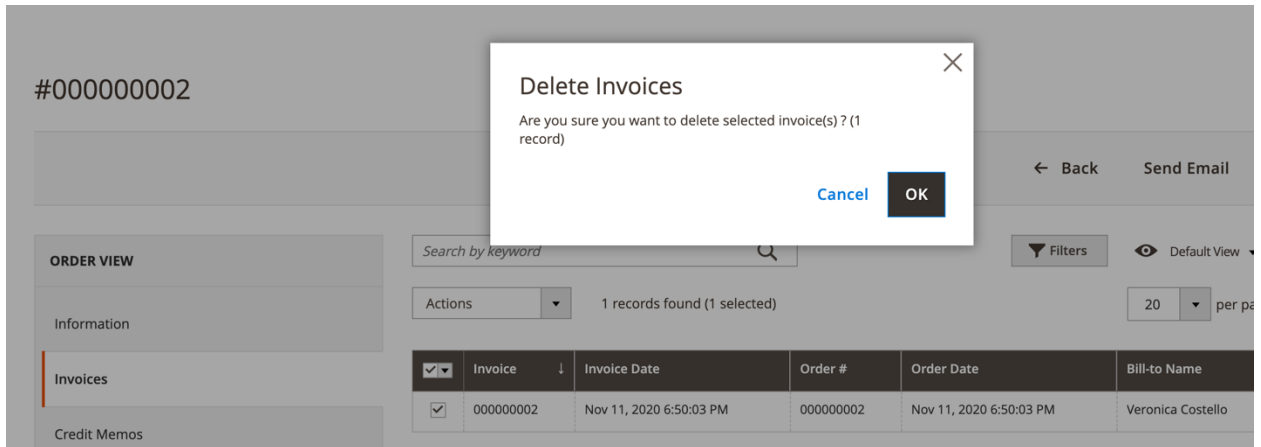 #000000002
Delete Invoices
Are you sure you want to delete selected invoice(s) ? (1
record)
Cancel OK
← Back Send Email
ORDER VIEW
Information
Invoices
Credit Memos
Search by keyword
Filters Default View
Actions 1 records found (1 selected) 20 per pa
Invoice ↓ Invoice Date Order # Order Date Bill-to Name
000000002 Nov 11, 2020 6:50:03 PM 000000002 Nov 11, 2020 6:50:03 PM Veronica Costello